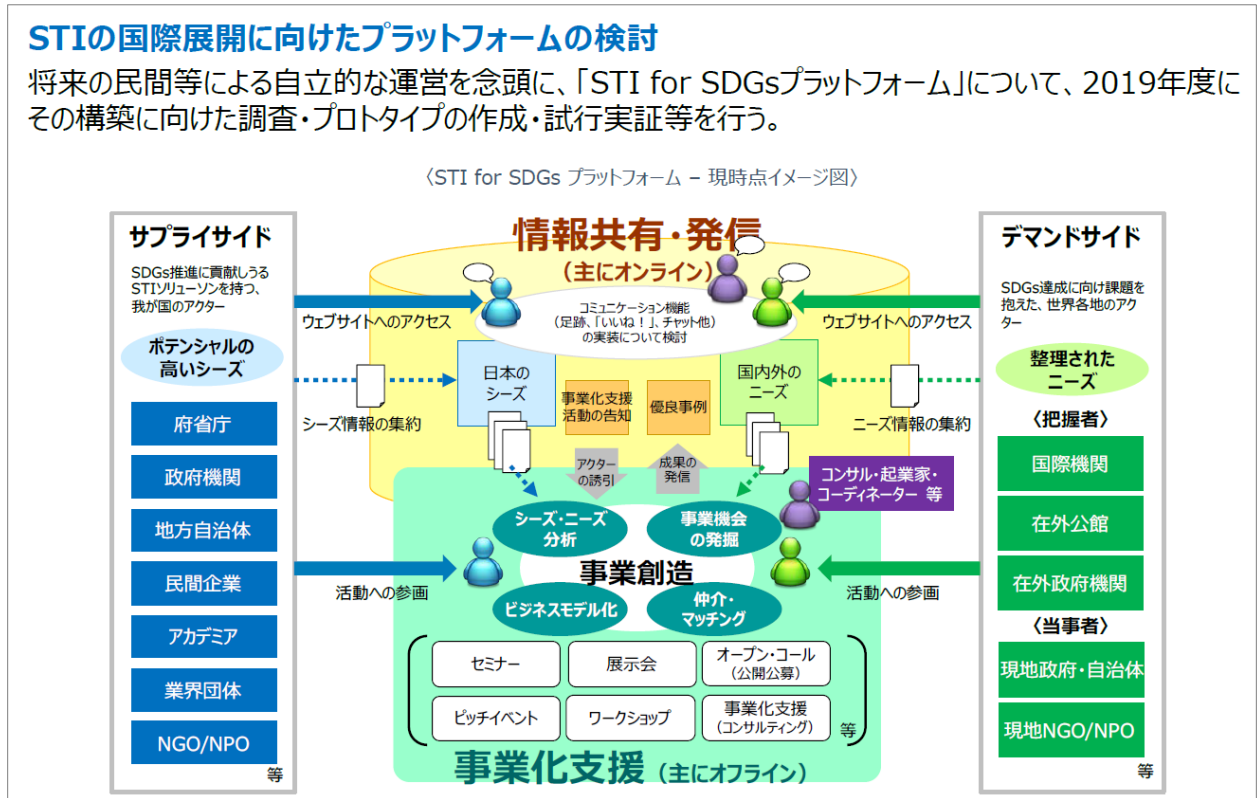 STIの国際展開に向けたプラットフォームの検討
将来の民間等による自立的な運営を念頭に、「STI for SDGsプラットフォーム」について、2019年度に
その構築に向けた調査・プロトタイプの作成・試行実証等を行う。
〈STI for SDGs プラットフォーム – 現時点イメージ図〉
サプライサイド
SDGs推進に貢献しうる
STIソリューソンを持つ、
我が国のアクター
ポテンシャルの
高いシーズ
府省庁
政府機関
地方自治体
民間企業
アカデミア
業界団体
NGO/NPO
等
ウェブサイトへのアクセス
シーズ情報の集約
活動への参画
情報共有・発信
（主にオンライン）
コミュニケーション機能
（足跡、「いいね！」、チャット他）
の実装について検討
日本の
シーズ
事業化支援
活動の告知
優良事例
国内外の
ニーズ
アクター
の誘引
成果の
発信
コンサル・起業家・
コーディネーター 等
シーズ・ニーズ
分析
事業機会
の発掘
事業創造
ビジネスモデル化
仲介・
マッチング
セミナー
展示会
オープン・コール
（公開公募）
ピッチイベント
ワークショップ
事業化支援
（コンサルティング）
等
事業化支援（主にオフライン）
ウェブサイトへのアクセス
ニーズ情報の集約
活動への参画
デマンドサイド
SDGs達成に向け課題を
抱えた、世界各地のアク
ター
整理された
ニーズ
〈把握者〉
国際機関
在外公館
在外政府機関
〈当事者〉
現地政府・自治体
現地NGO/NPO
等